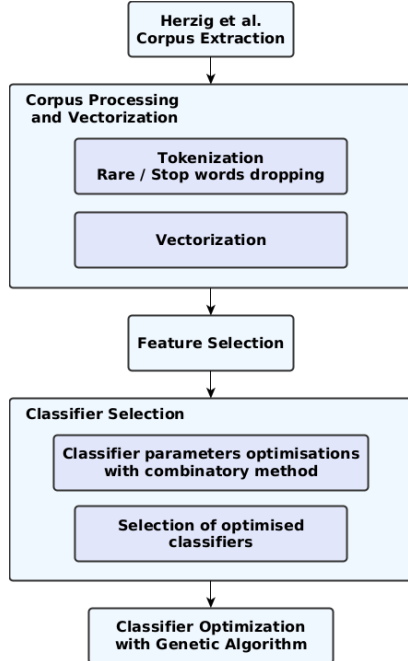 Herzig et al.
Corpus Extraction
Corpus Processing
and Vectorization
Tokenization
Rare / Stop words dropping
Vectorization
Feature Selection
Classifier Selection
Classifier parameters optimisations
with combinatory method
Selection of optimised
classifiers
Classifier Optimization
with Genetic Algorithm